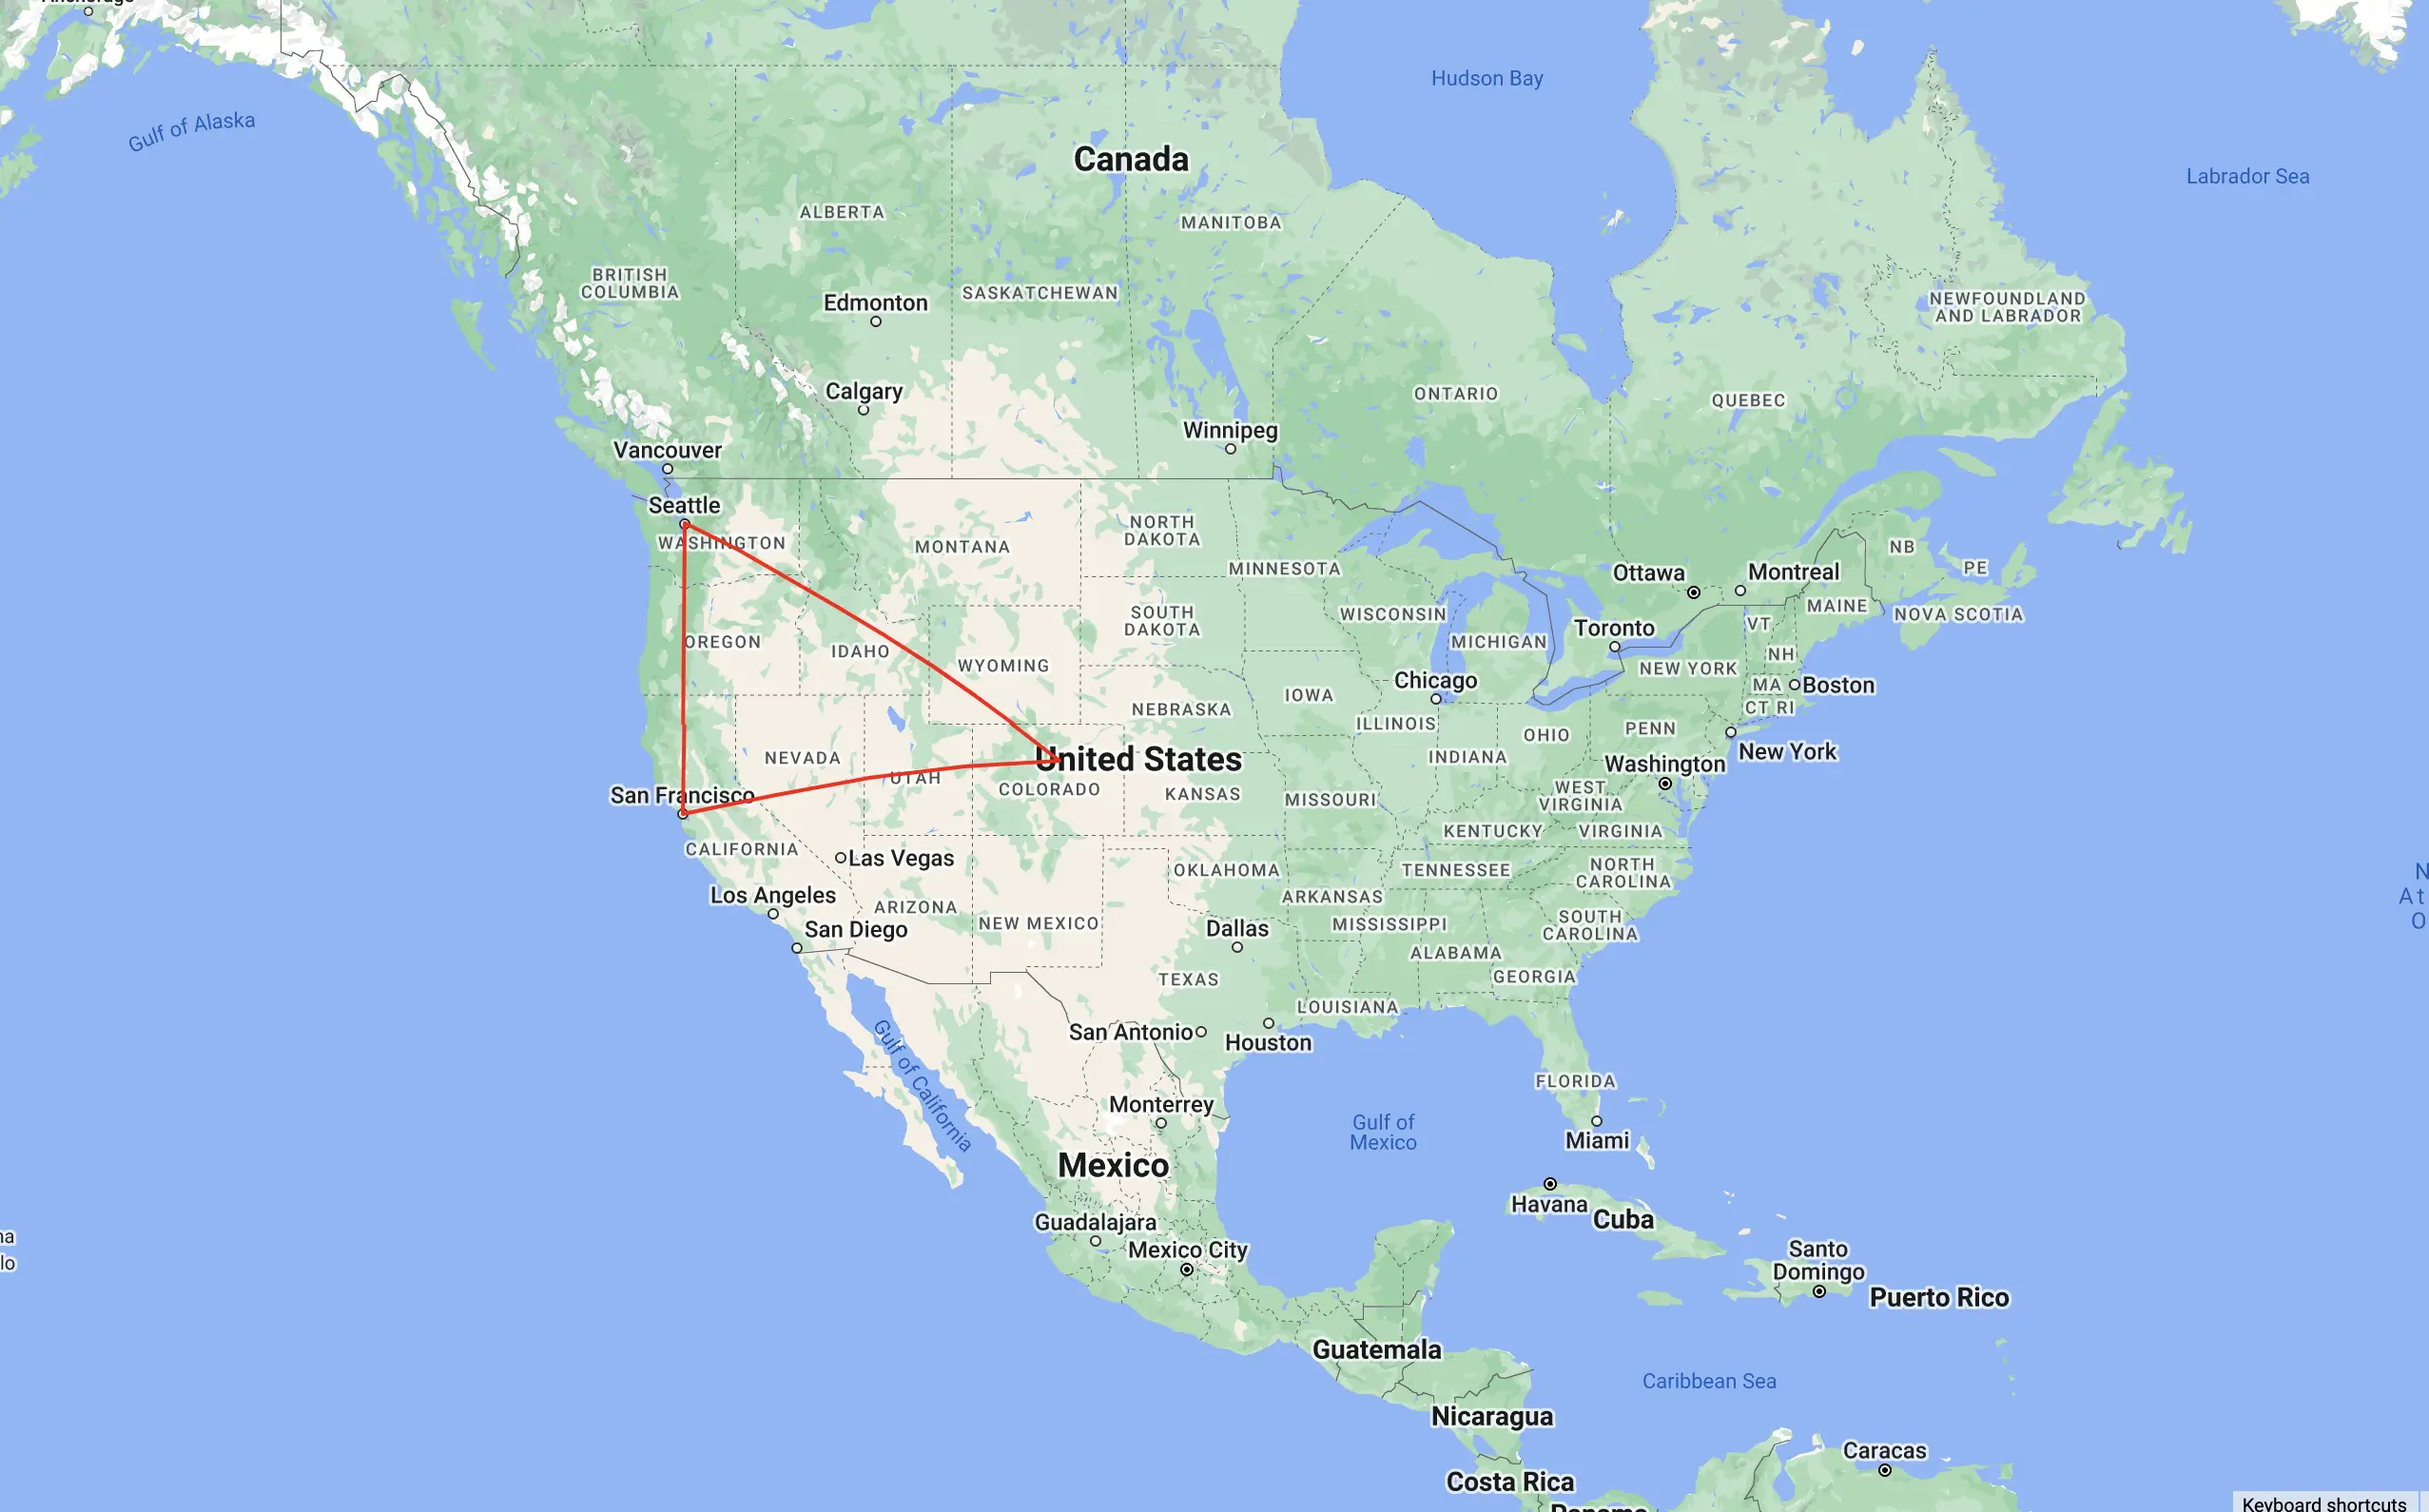 Anchorage
Hudson Bay
Gulf of Alaska
Canada
Labrador Sea
ALBERTA
MANITOBA
BRITISH
COLUMBIA
Edmonton
SASKATCHEWAN
NEWFOUNDLAND
AND LABRADOR
Calgary
ONTARIO
QUEBEC
Vancouver
Winnipeg
Seattle
WASHINGTON
MONTANA
NORTH
DAKOTA
MINNESOTA
Ottawa
Montreal
NB
PE
MAINE
NOVA SCOTIA
OREGON
IDAHO
WYOMING
SOUTH
DAKOTA
WISCONSIN
MICHIGAN
Toronto
VT
NH
NEW YORK
MA
Boston
CT RI
Chicago
IOWA
NEBRASKA
ILLINOIS
INDIANA
OHIO
PENN
New York
Washington
NEVADA
UTAH
United States
COLORADO
KANSAS
MISSOURI
WEST
VIRGINIA
San Francisco
KENTUCKY
VIRGINIA
CALIFORNIA
Las Vegas
OKLAHOMA
TENNESSEE
NORTH
CAROLINA
Los Angeles
ARIZONA
NEW MEXICO
ARKANSAS
MISSISSIPPI
SOUTH
CAROLINA
San Diego
Dallas
ALABAMA
GEORGIA
TEXAS
LOUISIANA
San Antonio
Houston
Gulf of California
FLORIDA
Monterrey
Gulf of
Mexico
Miami
Mexico
Havana
Cuba
Guadalajara
Mexico City
Santo
Domingo
Puerto Rico
Guatemala
Caribbean Sea
Nicaragua
Caracas
Costa Rica
Panama
Keyboard shortcuts
N
At
O
na
lo